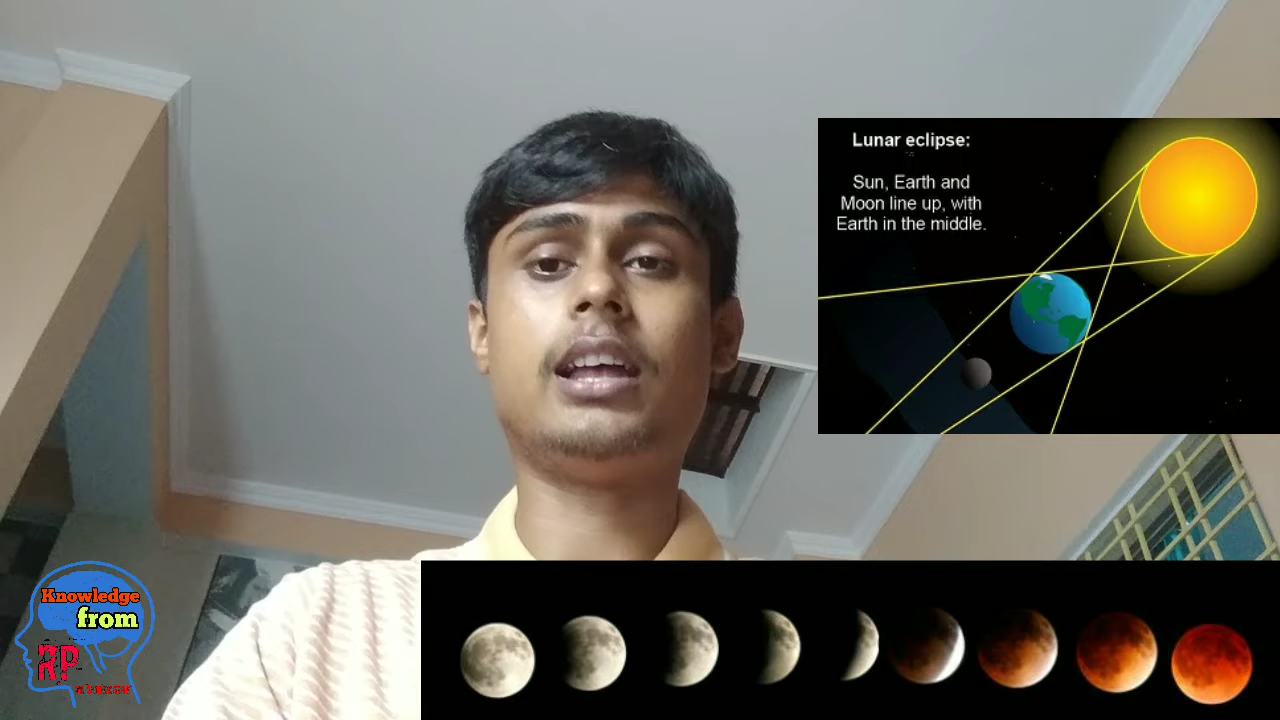 Lunar eclipse:
Sun, Earth and
Moon line up, with
Earth in the middle.
Knowledge
from
RP